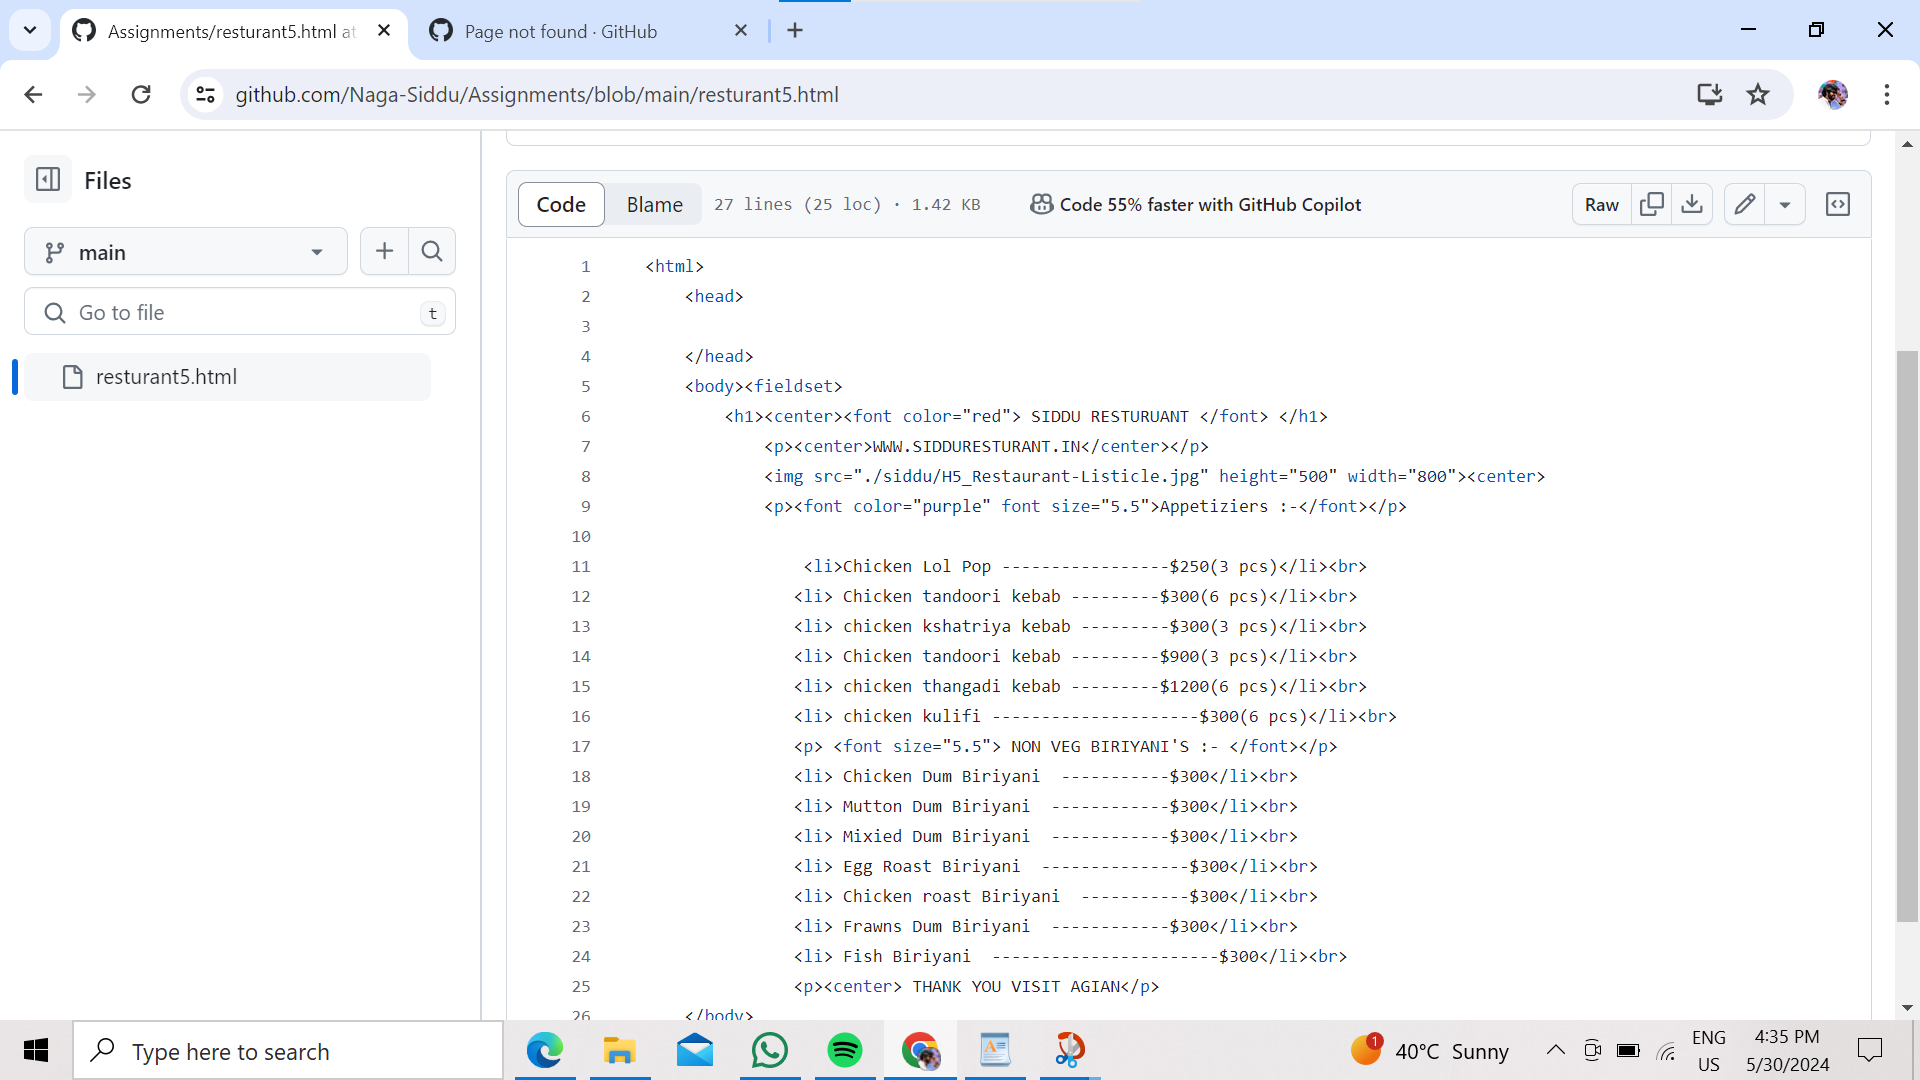 Assignments/resturant5.html at
Page not found · GitHub
github.com/Naga-Siddu/Assignments/blob/main/resturant5.html
Files
main
Go to file
t
resturant5.html
Code
Blame
27 lines (25 loc) · 1.42 KB
Code 55% faster with GitHub Copilot
Raw
1 <html>
2 <head>
3
4 </head>
5 <body><fieldset>
6 <h1><center><font color="red"> SIDDU RESTURUANT </font> </h1>
7 <p><center>WWW.SIDDURESTURANT.IN</center></p>
8 <img src="./siddu/H5_Restaurant-Listicle.jpg" height="500" width="800"><center>
9 <p><font color="purple" font size="5.5">Appetiziers :-</font></p>
10
11 <li>Chicken Lol Pop -----------------$250(3 pcs)</li><br>
12 <li> Chicken tandoori kebab ---------$300(6 pcs)</li><br>
13 <li> chicken kshatriya kebab ---------$300(3 pcs)</li><br>
14 <li> Chicken tandoori kebab ---------$900(3 pcs)</li><br>
15 <li> chicken thangadi kebab ---------$1200(6 pcs)</li><br>
16 <li> chicken kulifi ---------------------$300(6 pcs)</li><br>
17 <p> <font size="5.5"> NON VEG BIRIYANI'S :- </font></p>
18 <li> Chicken Dum Biriyani  -----------$300</li><br>
19 <li> Mutton Dum Biriyani  ------------$300</li><br>
20 <li> Mixied Dum Biriyani  ------------$300</li><br>
21 <li> Egg Roast Biriyani  ---------------$300</li><br>
22 <li> Chicken roast Biriyani  -----------$300</li><br>
23 <li> Frawns Dum Biriyani  ------------$300</li><br>
24 <li> Fish Biriyani  -----------------------$300</li><br>
25 <p><center> THANK YOU VISIT AGIAN</p>
26 </body>
Type here to search
1
40°C Sunny
ENG
US
4:35 PM
5/30/2024